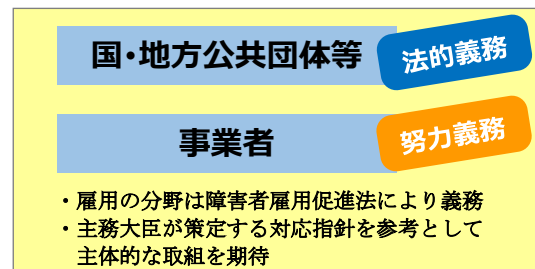 国・地方公共団体等
法的義務
事業者
努力義務
・雇用の分野は障害者雇用促進法により義務
・主務大臣が策定する対応指針を参考として
主体的な取組を期待